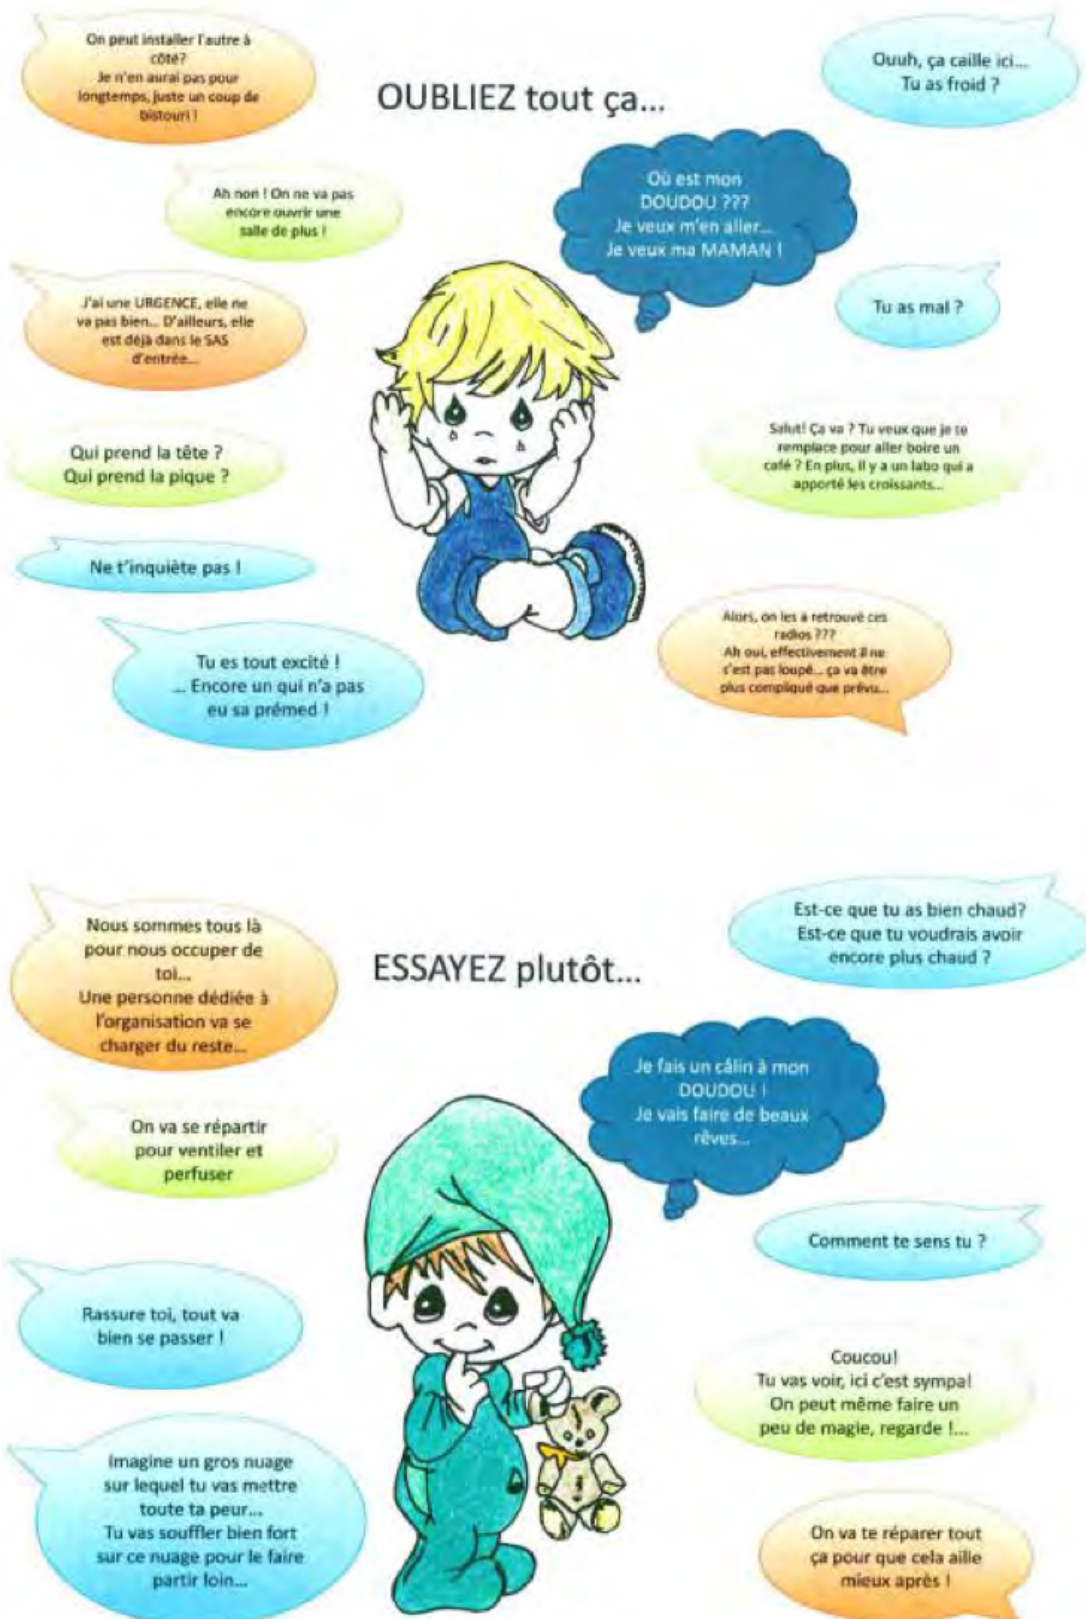 On peut installer l'autre à
côté?
Je n'en aurai pas pour
longtemps, juste un coup de
bistouri !
OUBLIEZ tout ça...
Ouuh, ça caille ici...
Tu as froid ?
Ah non ! On ne va pas
encore ouvrir une
salle de plus !
Où est mon
DOUDOU ???
Je veux m'en aller...
Je veux ma MAMAN !
J'ai une URGENCE, elle ne
va pas bien... D'ailleurs, elle
est déjà dans le SAS
d'entrée...
Tu as mal ?
Qui prend la tête ?
Qui prend la pique ?
Salut! Ça va ? Tu veux que je te
remplace pour aller boire un
café ? En plus, il y a un labo qui a
apporté les croissants...
Ne t'inquiète pas !
Tu es tout excité !
... Encore un qui n'a pas
eu sa prémed !
Alors, on les a retrouvé ces
radios ???
Ah oui, effectivement il ne
c'est pas loupé... ça va être
plus compliqué que prévu...
Nous sommes tous là
pour nous occuper de
toi...
Une personne dédiée à
l'organisation va se
charger du reste...
ESSAYEZ plutôt...
Est-ce que tu as bien chaud?
Est-ce que tu voudrais avoir
encore plus chaud ?
Je fais un câlin à mon
DOUDOU !
Je vais faire de beaux
rêves...
On va se répartir
pour ventiler et
perfuser
Comment te sens tu ?
Rassure toi, tout va
bien se passer !
Coucou!
Tu vas voir, ici c'est sympa!
On peut même faire un
peu de magie, regarde !...
Imagine un gros nuage
sur lequel tu vas mettre
toute ta peur...
Tu vas souffler bien fort
sur ce nuage pour le faire
partir loin...
On va te réparer tout
ça pour que cela aille
mieux après !